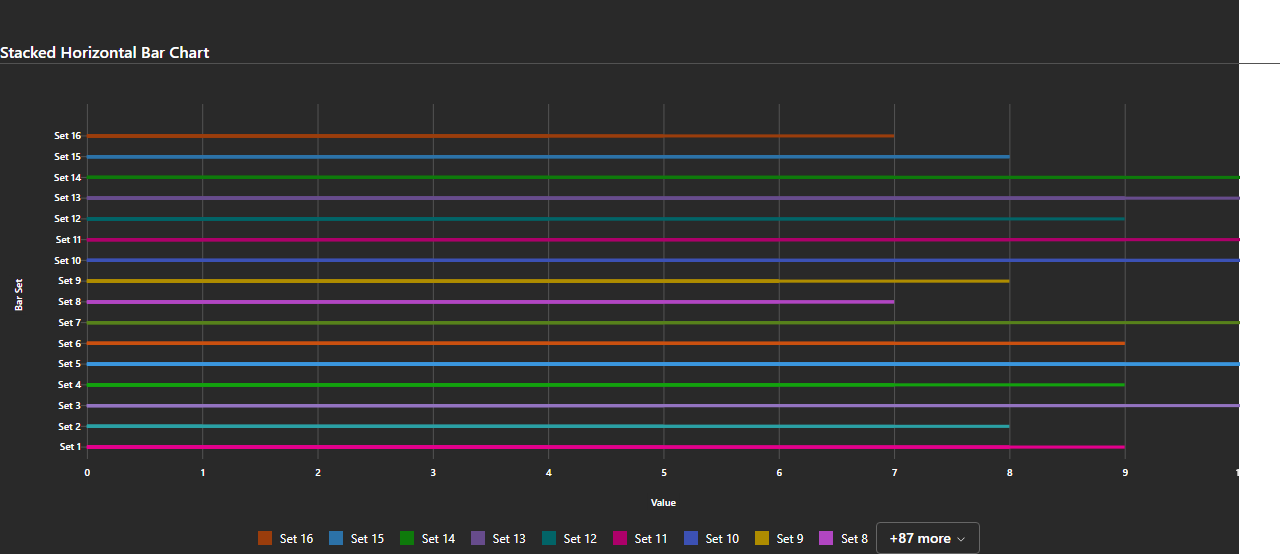 Stacked Horizontal Bar Chart
Set 16
Set 15
Set 14
Set 13
Set 12
Set 11
Set 10
Set 9
Set 8
Set 7
Set 6
Set 5
Set 4
Set 3
Set 2
Set 1
Bar Set
0 1 2 3 4 5 6 7 8 9 1
Value
Set 16 Set 15 Set 14 Set 13 Set 12 Set 11 Set 10 Set 9 Set 8 +87 more